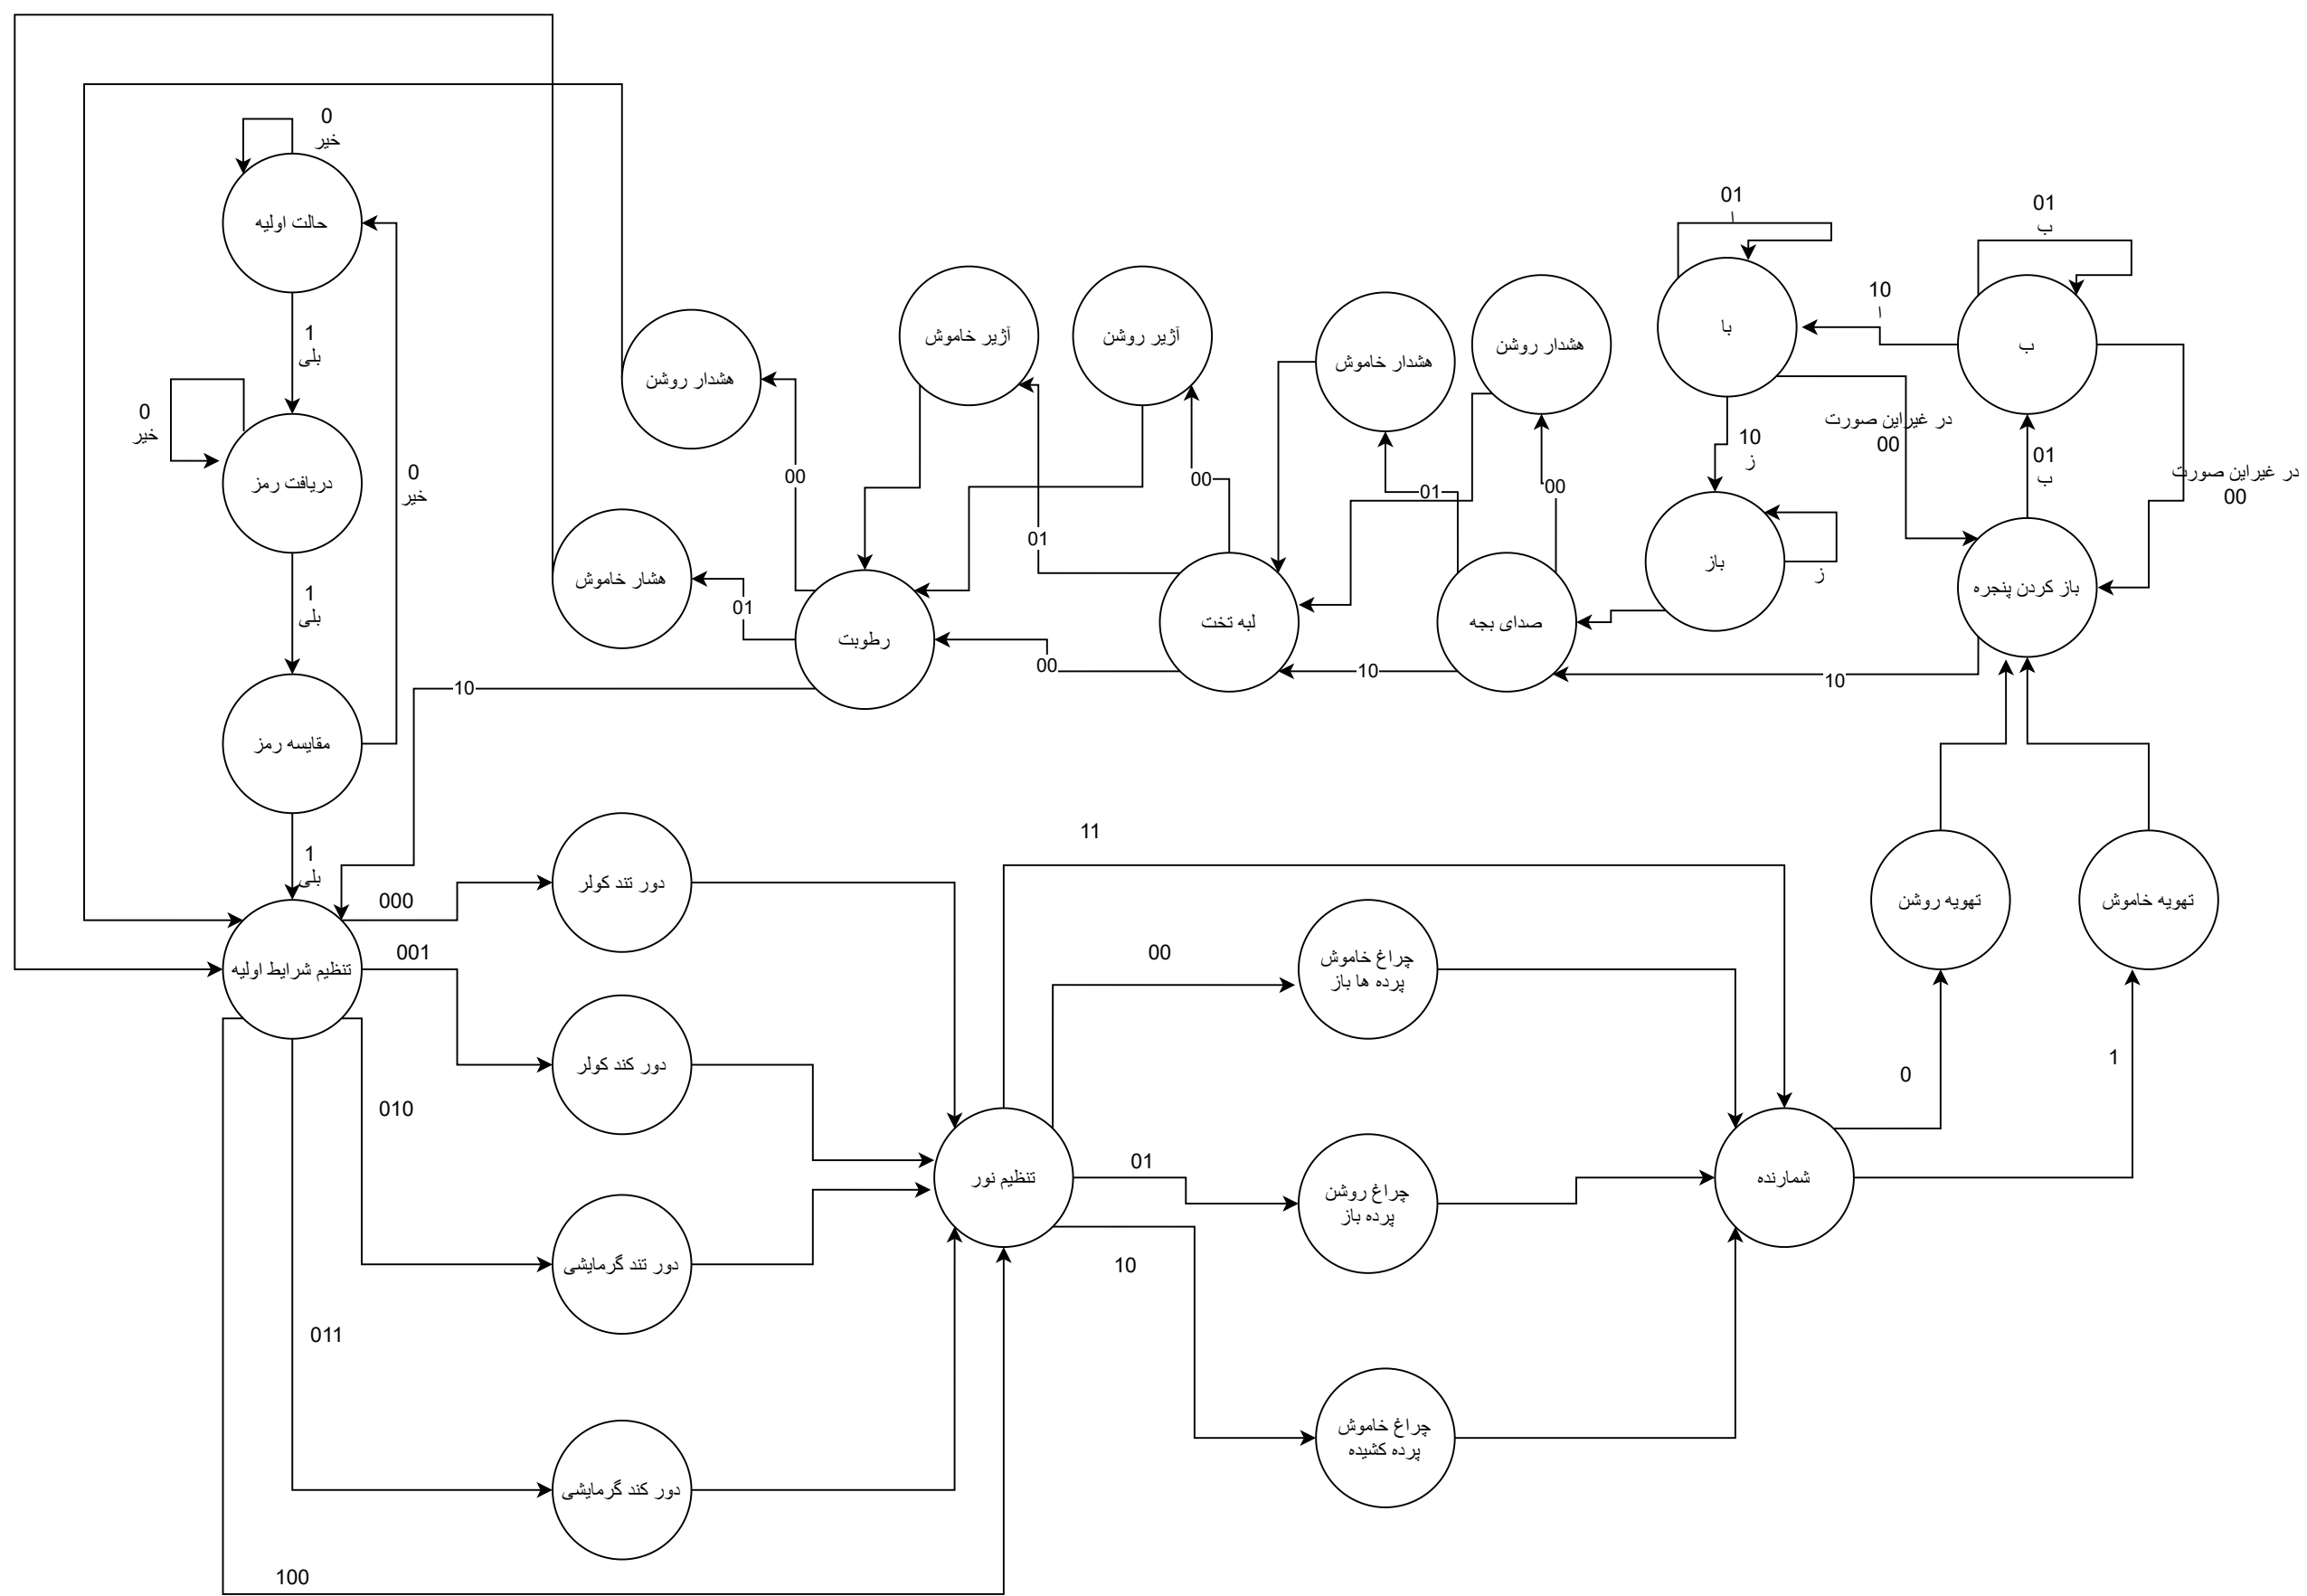 0
خیر
حالت اولیه
1
بلی
0
خیر
دریافت رمز
0
خیر
1
بلی
مقایسه رمز
1
بلی
تنظیم شرایط اولیه
000
001
010
011
100
دور تند کولر
دور کند کولر
دور تند گرمایشی
دور کند گرمایشی
تنظیم نور
11
00
01
10
چراغ خاموش
پرده ها باز
چراغ روشن
پرده باز
چراغ خاموش
پرده کشیده
شمارنده
0
1
تهویه روشن
تهویه خاموش
باز کردن پنجره
01
ب
ب
01
ب
در غیراین صورت
00
10
ا
با
01
ا
در غیراین صورت
00
10
ز
باز
ز
10
صدای بچه
00
01
10
هشدار روشن
هشدار خاموش
لبه تخت
00
01
00
آژیر روشن
آژیر خاموش
رطوبت
00
01
10
هشدار روشن
هشار خاموش